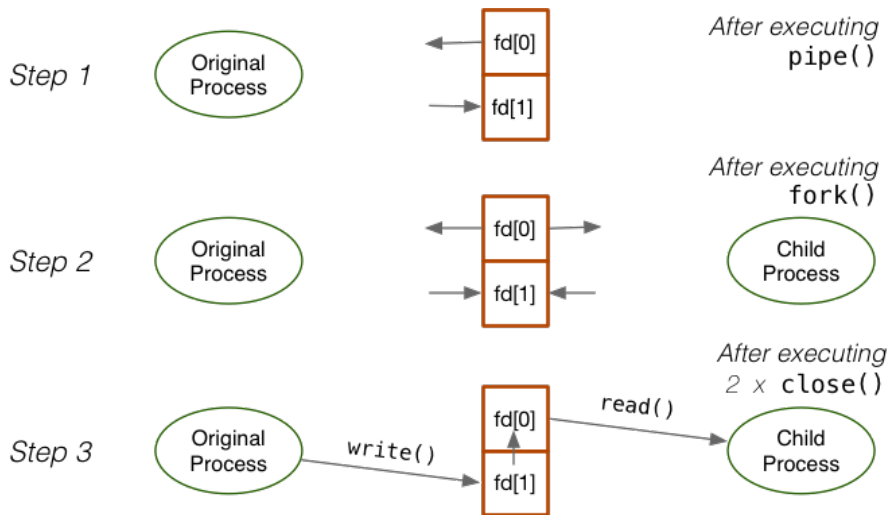 After executing
pipe()
Step 1
Original
Process
fd[0]
fd[1]
After executing
fork()
Step 2
Original
Process
fd[0]
fd[1]
Child
Process
After executing
2 x close()
Step 3
Original
Process
write()
fd[0]
fd[1]
read()
Child
Process